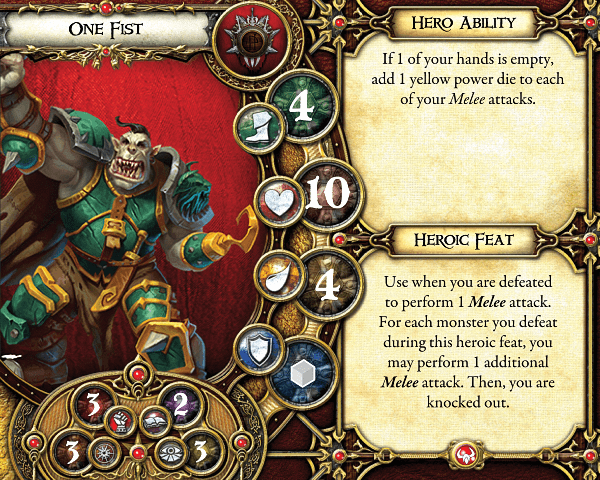 One Fist
4
10
4
3
2
3
3
Hero Ability
If 1 of your hands is empty,
add 1 yellow power die to each
of your Melee attacks.
Heroic Feat
Use when you are defeated
to perform 1 Melee attack.
For each monster you defeat
during this heroic feat, you
may perform 1 additional
Melee attack. Then, you are
knocked out.